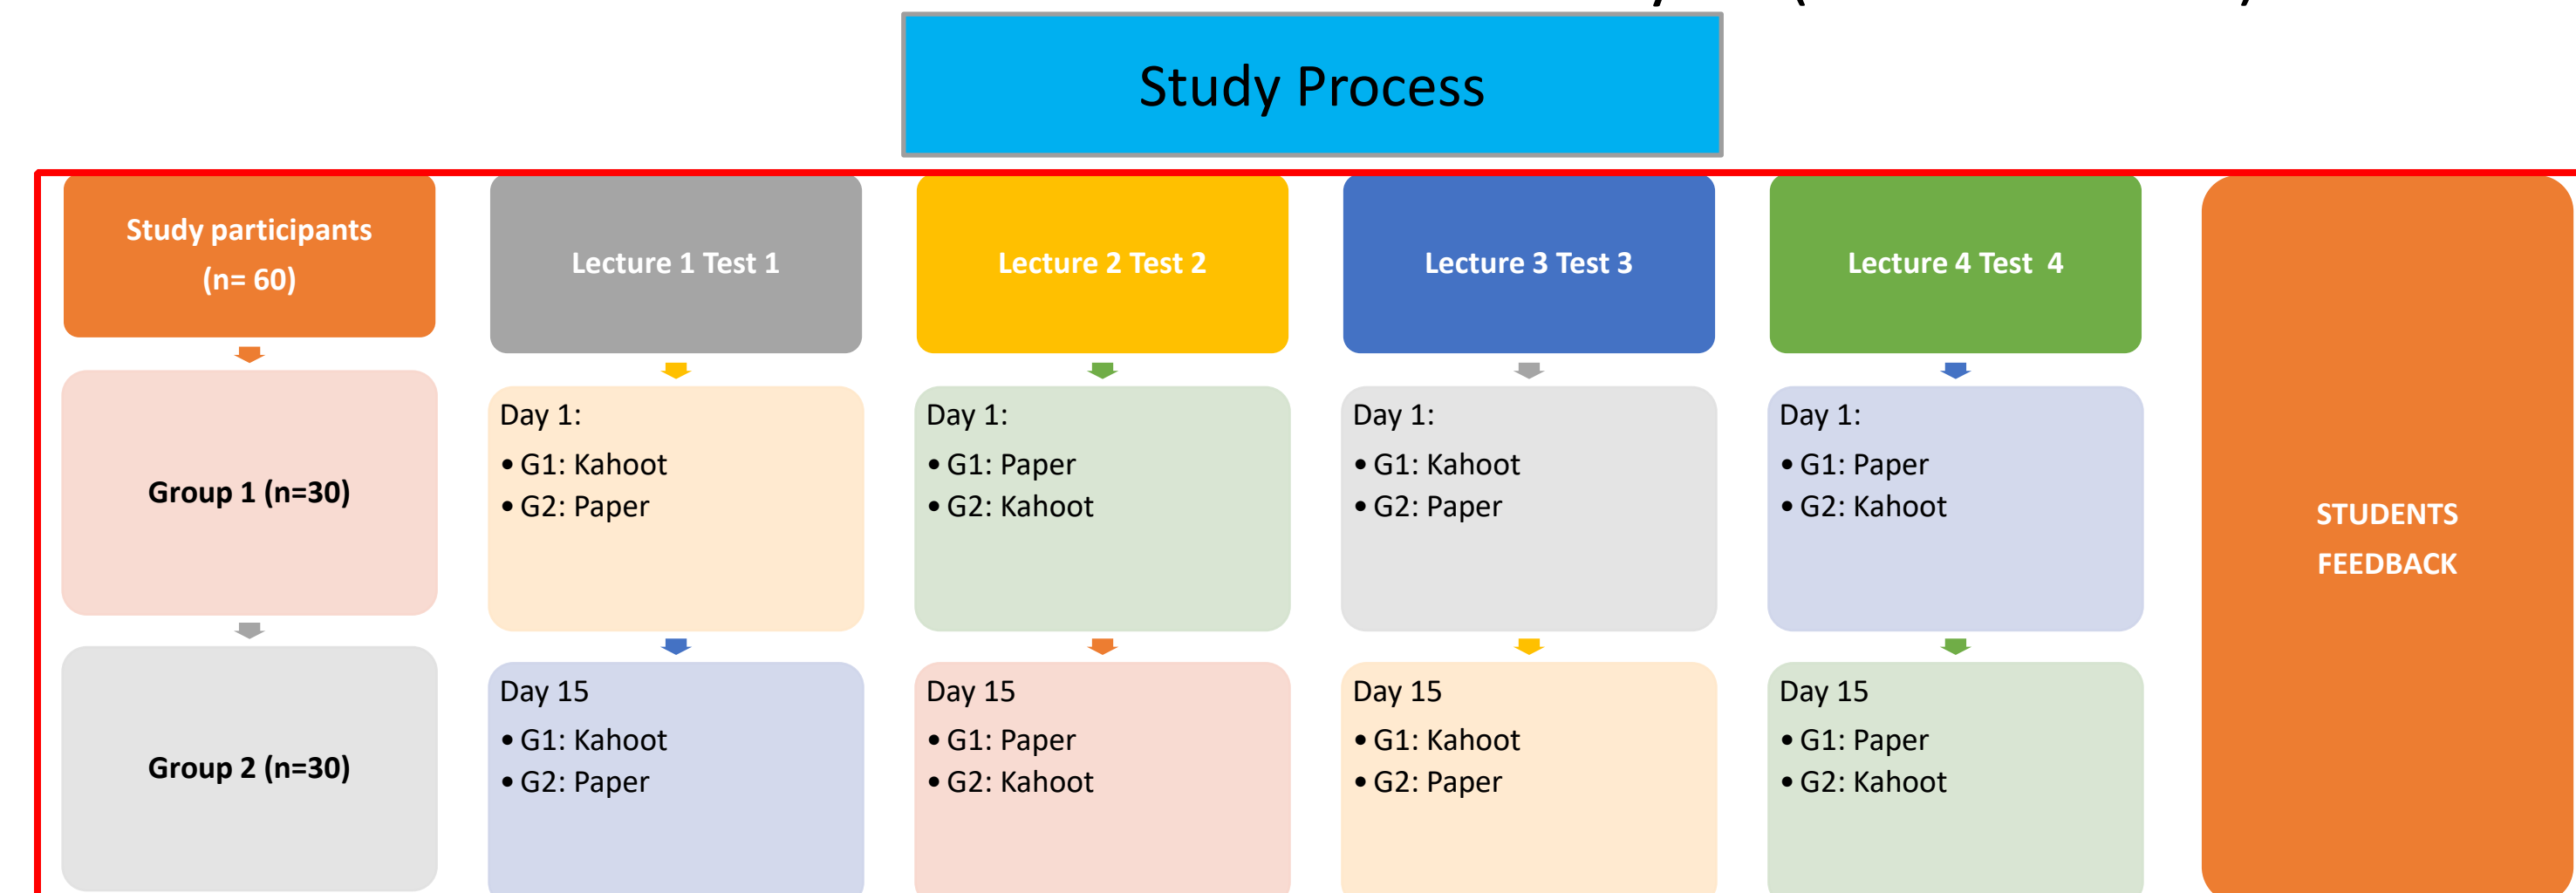 Study Process
Study participants
(n= 60)
Group 1 (n=30)
Group 2 (n=30)
Lecture 1 Test 1
Day 1:
• G1: Kahoot
• G2: Paper
Day 15
• G1: Kahoot
• G2: Paper
Lecture 2 Test 2
Day 1:
• G1: Paper
• G2: Kahoot
Day 15
• G1: Paper
• G2: Kahoot
Lecture 3 Test 3
Day 1:
• G1: Kahoot
• G2: Paper
Day 15
• G1: Kahoot
• G2: Paper
Lecture 4 Test  4
Day 1:
• G1: Paper
• G2: Kahoot
Day 15
• G1: Paper
• G2: Kahoot
STUDENTS
FEEDBACK